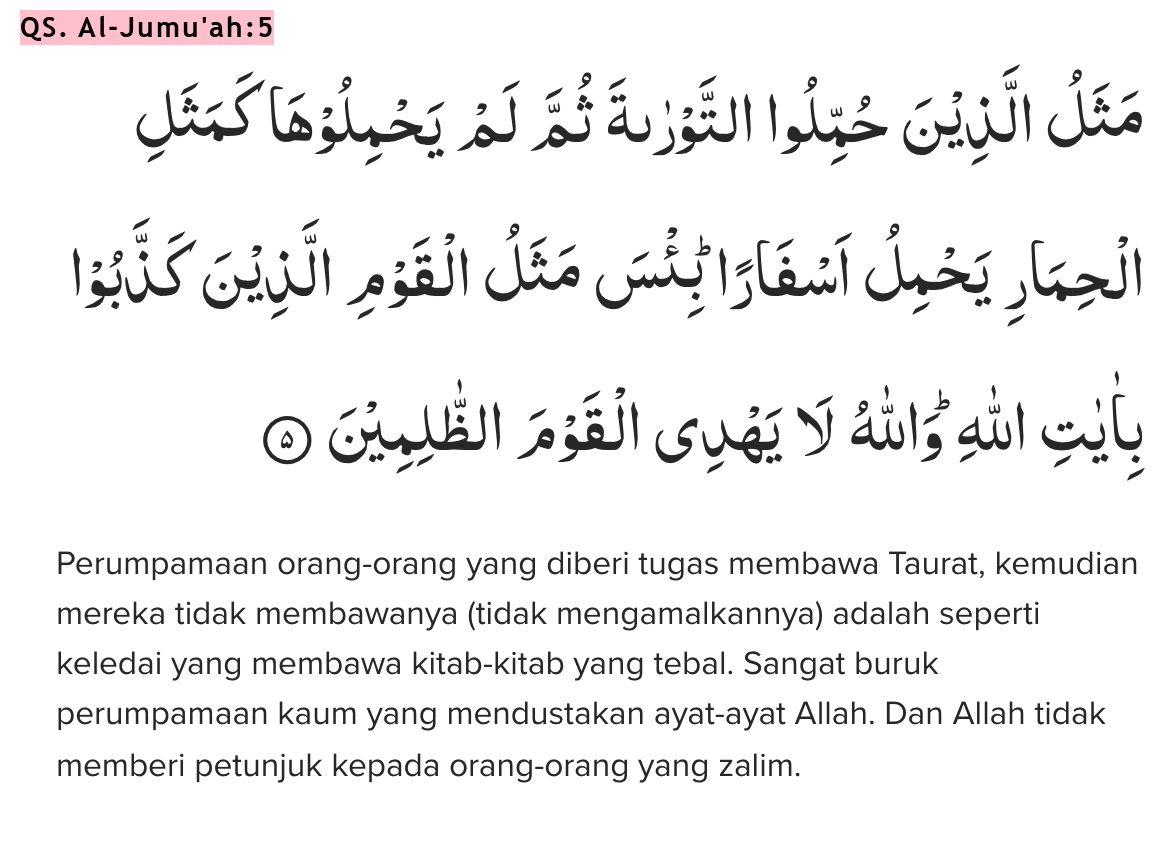 QS. Al-Jumu'ah:5
مَثَلُ الَّذِيْنَ حُمِّلُوا التَّوْرٰىةَ ثُمَّ لَمْ يَحْمِلُوْهَا كَمَثَلِ
الْحِمَارِ يَحْمِلُ اَسْفَارًاۗ بِئْسَ مَثَلُ الْقَوْمِ الَّذِيْنَ كَذَّبُوْا
بِاٰيٰتِ اللّٰهِ ۗوَاللّٰهُ لَا يَهْدِى الْقَوْمَ الظّٰلِمِيْنَ ۝٥
Perumpamaan orang-orang yang diberi tugas membawa Taurat, kemudian
mereka tidak membawanya (tidak mengamalkannya) adalah seperti
keledai yang membawa kitab-kitab yang tebal. Sangat buruk
perumpamaan kaum yang mendustakan ayat-ayat Allah. Dan Allah tidak
memberi petunjuk kepada orang-orang yang zalim.